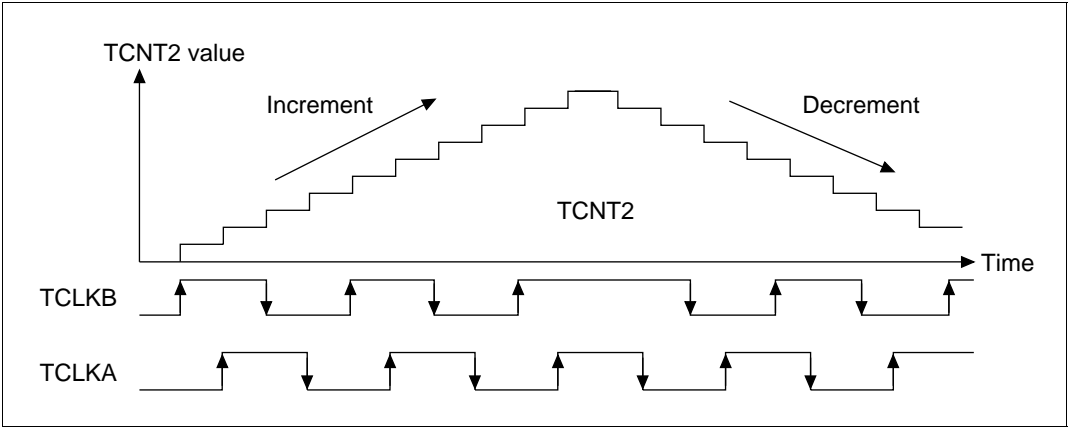 TCNT2 value
Increment
Decrement
TCNT2
Time
TCLKB
TCLKA